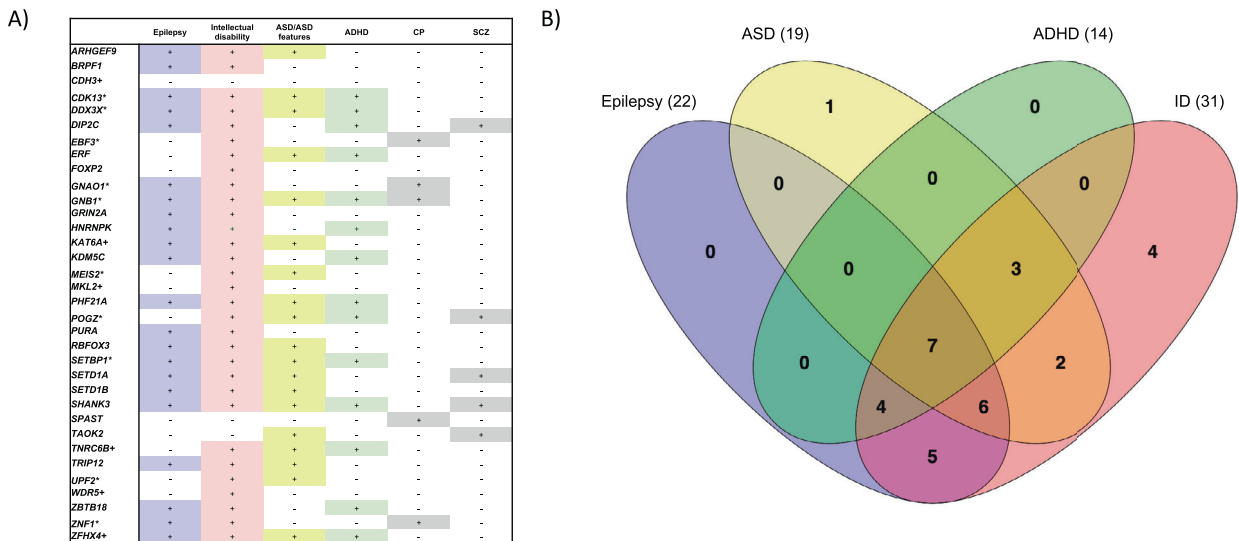 A)
Epilepsy Intellectual disability ASD/ASD features ADHD CP SCZ
ARHGEF9 + + + - - -
BRPF1 + + - - - -
CDH3+ - - - - - -
CDK13* + + + + - -
DDX3X* + + + + - -
DIP2C + + - + - +
EBF3* - + - - + -
ERF - + + + - -
FOXP2 - + - - - -
GNAO1* + + - - + -
GNB1* + + + + + -
GRIN2A + + - - - -
HNRNPK + + - + - -
KAT6A+ + + + - - -
KDM5C + + - + - -
MEIS2* - + + - - -
MKL2+ - + - - - -
PHF21A + + + + - -
POGZ* - + + + - +
PURA + + - - - -
RBFOX3 + + + - - -
SETBP1* + + + + - -
SETD1A + + + - - +
SETD1B + + + - - -
SHANK3 + + + + - +
SPAST - - - - + -
TAOK2 - - + - - +
TNRC6B+ - + + + - -
TRIP12 + + + - - -
UPF2* - + + - - -
WDR5+ - + - - - -
ZBTB18 + + - + - -
ZNF1* + + - - + -
ZFHX4+ + + + + - -
B)
ASD (19) ADHD (14)
Epilepsy (22) ID (31)
1 0
0 0 0
0 0 3 4
7
0 2
4 6
5